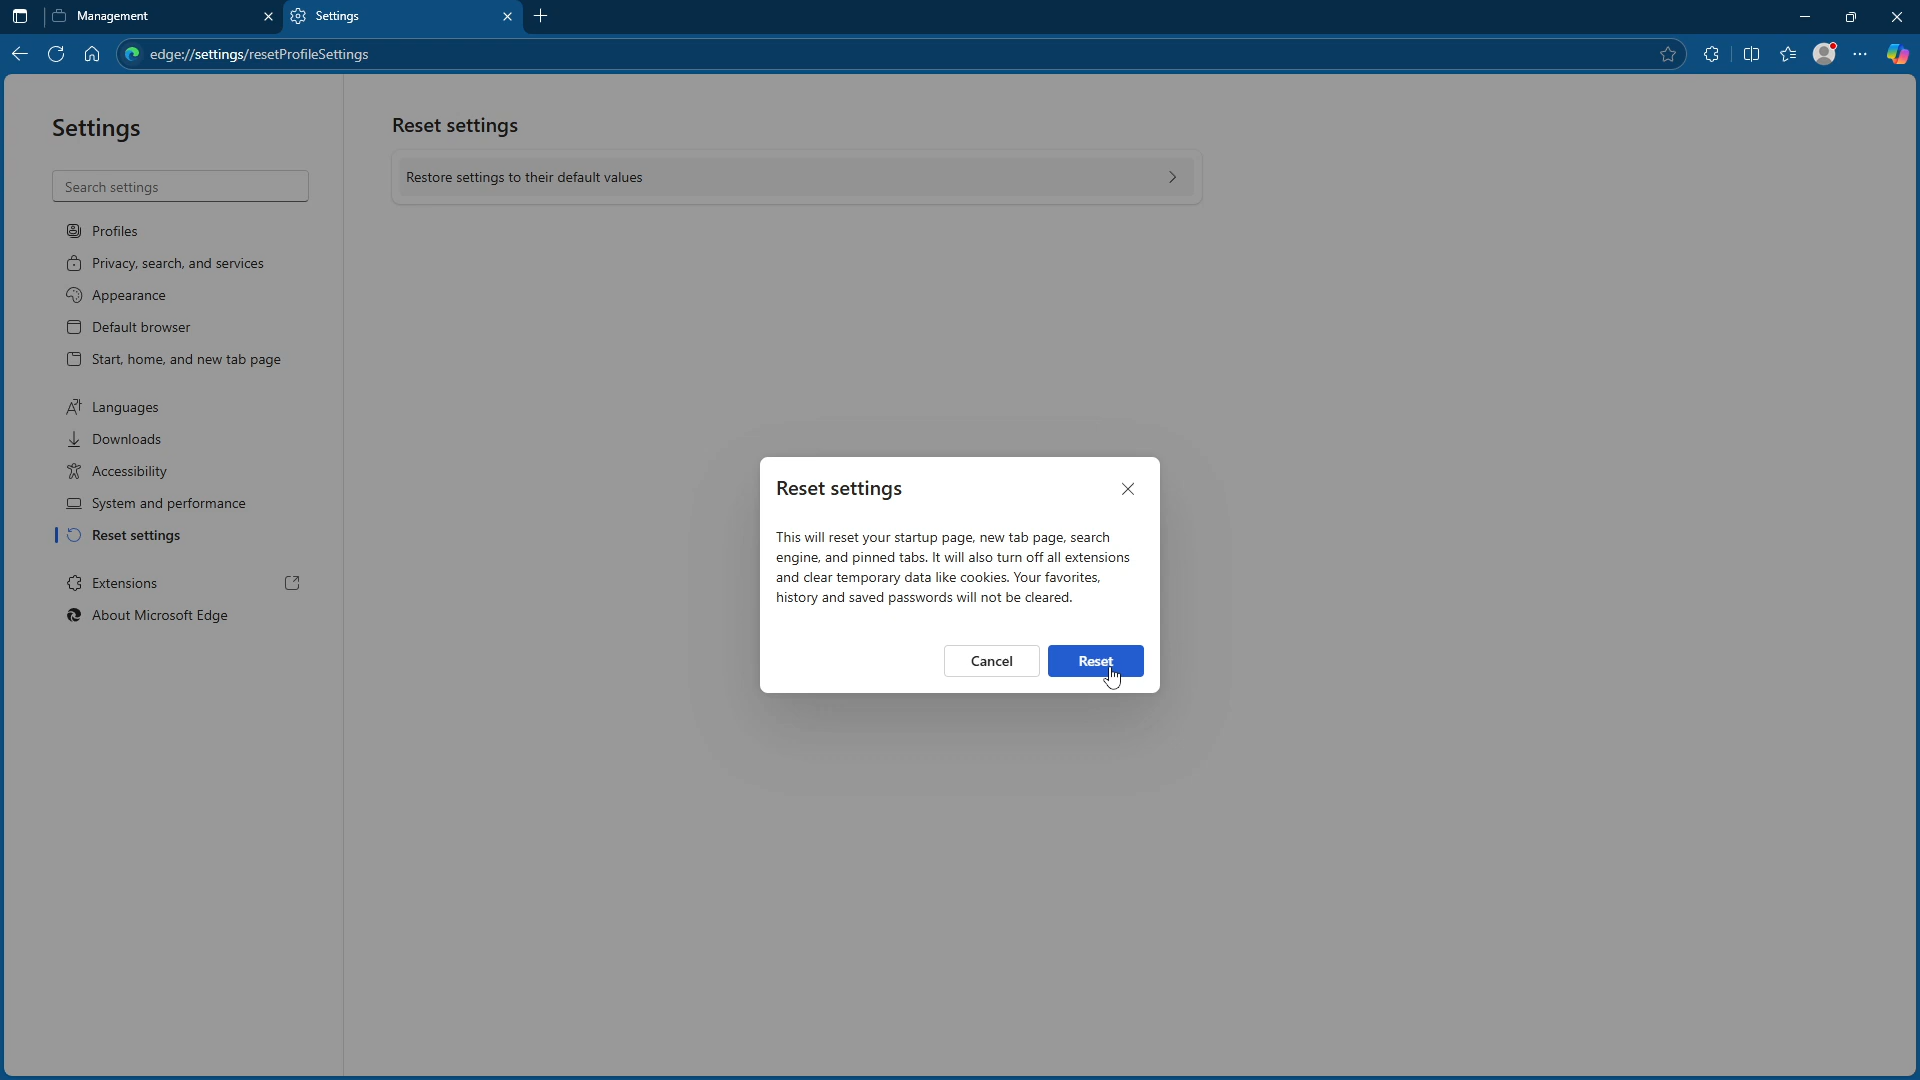 Management
Settings
edge://settings/resetProfileSettings
Settings
Search settings
Profiles
Privacy, search, and services
Appearance
Default browser
Start, home, and new tab page
Languages
Downloads
Accessibility
System and performance
Reset settings
Extensions
About Microsoft Edge
Reset settings
Restore settings to their default values
Reset settings
This will reset your startup page, new tab page, search
engine, and pinned tabs. It will also turn off all extensions
and clear temporary data like cookies. Your favorites,
history and saved passwords will not be cleared.
Cancel
Reset